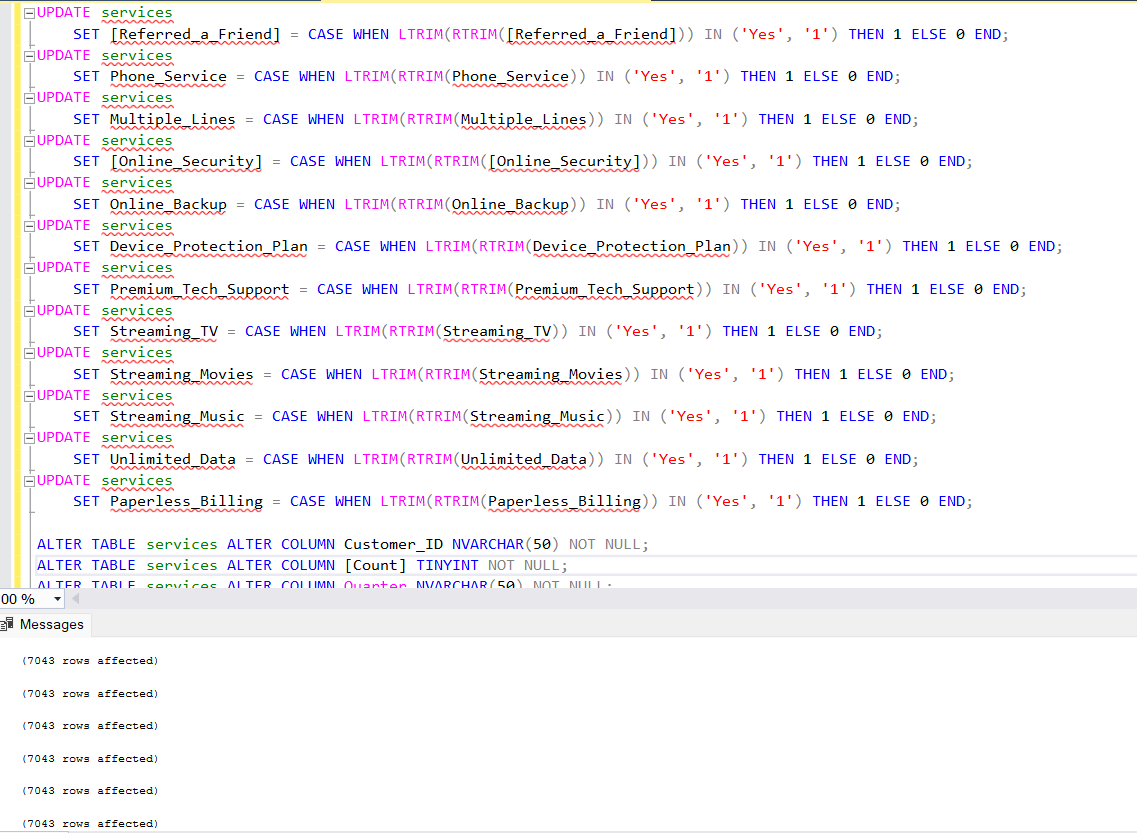 UPDATE services
SET [Referred_a_Friend] = CASE WHEN LTRIM(RTRIM([Referred_a_Friend])) IN ('Yes', '1') THEN 1 ELSE 0 END;
UPDATE services
SET Phone_Service = CASE WHEN LTRIM(RTRIM(Phone_Service)) IN ('Yes', '1') THEN 1 ELSE 0 END;
UPDATE services
SET Multiple_Lines = CASE WHEN LTRIM(RTRIM(Multiple_Lines)) IN ('Yes', '1') THEN 1 ELSE 0 END;
UPDATE services
SET [Online_Security] = CASE WHEN LTRIM(RTRIM([Online_Security])) IN ('Yes', '1') THEN 1 ELSE 0 END;
UPDATE services
SET Online_Backup = CASE WHEN LTRIM(RTRIM(Online_Backup)) IN ('Yes', '1') THEN 1 ELSE 0 END;
UPDATE services
SET Device_Protection_Plan = CASE WHEN LTRIM(RTRIM(Device_Protection_Plan)) IN ('Yes', '1') THEN 1 ELSE 0 END;
UPDATE services
SET Premium_Tech_Support = CASE WHEN LTRIM(RTRIM(Premium_Tech_Support)) IN ('Yes', '1') THEN 1 ELSE 0 END;
UPDATE services
SET Streaming_TV = CASE WHEN LTRIM(RTRIM(Streaming_TV)) IN ('Yes', '1') THEN 1 ELSE 0 END;
UPDATE services
SET Streaming_Movies = CASE WHEN LTRIM(RTRIM(Streaming_Movies)) IN ('Yes', '1') THEN 1 ELSE 0 END;
UPDATE services
SET Streaming_Music = CASE WHEN LTRIM(RTRIM(Streaming_Music)) IN ('Yes', '1') THEN 1 ELSE 0 END;
UPDATE services
SET Unlimited_Data = CASE WHEN LTRIM(RTRIM(Unlimited_Data)) IN ('Yes', '1') THEN 1 ELSE 0 END;
UPDATE services
SET Paperless_Billing = CASE WHEN LTRIM(RTRIM(Paperless_Billing)) IN ('Yes', '1') THEN 1 ELSE 0 END;
ALTER TABLE services ALTER COLUMN Customer_ID NVARCHAR(50) NOT NULL;
ALTER TABLE services ALTER COLUMN [Count] TINYINT NOT NULL;
ALTER TABLE services ALTER COLUMN Quarter NVARCHAR(50) NOT NULL;
00 %
Messages
(7043 rows affected)
(7043 rows affected)
(7043 rows affected)
(7043 rows affected)
(7043 rows affected)
(7043 rows affected)